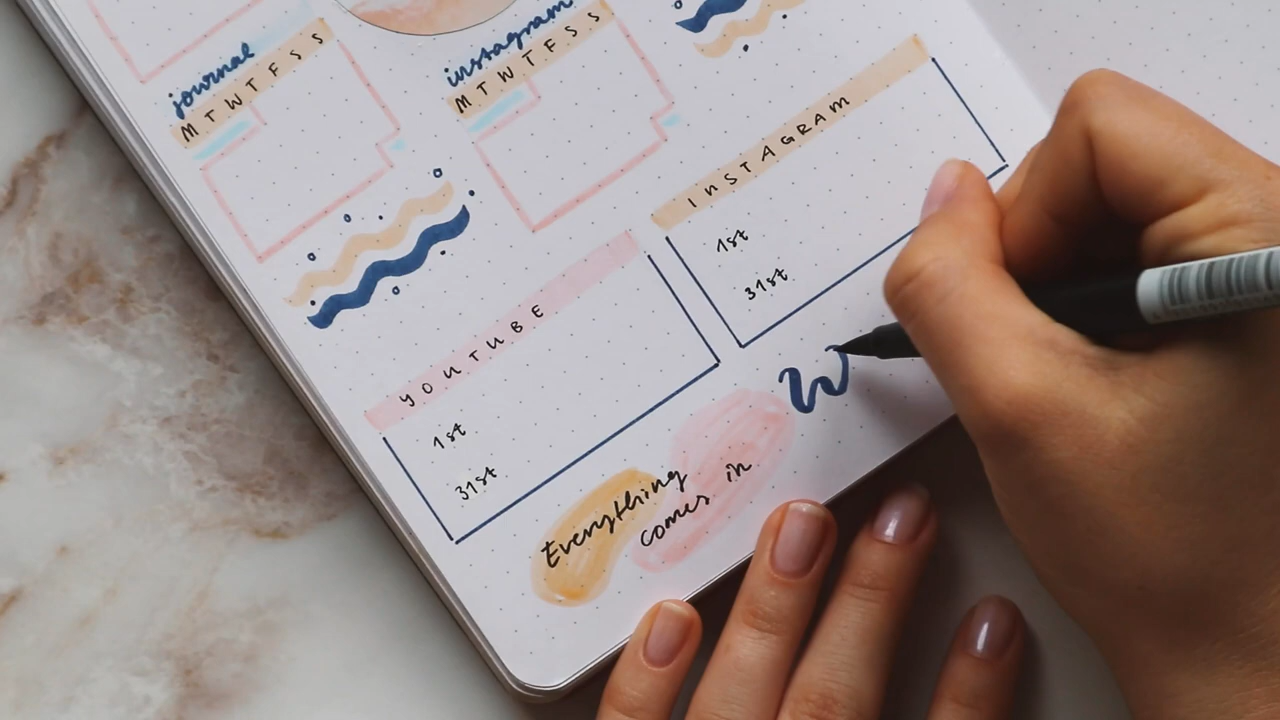 journal
M T W T F S S
instagram
M T W T F S S
INSTAGRAM
1st
31st
YOUTUBE
1st
31st
Everything
comes in
W